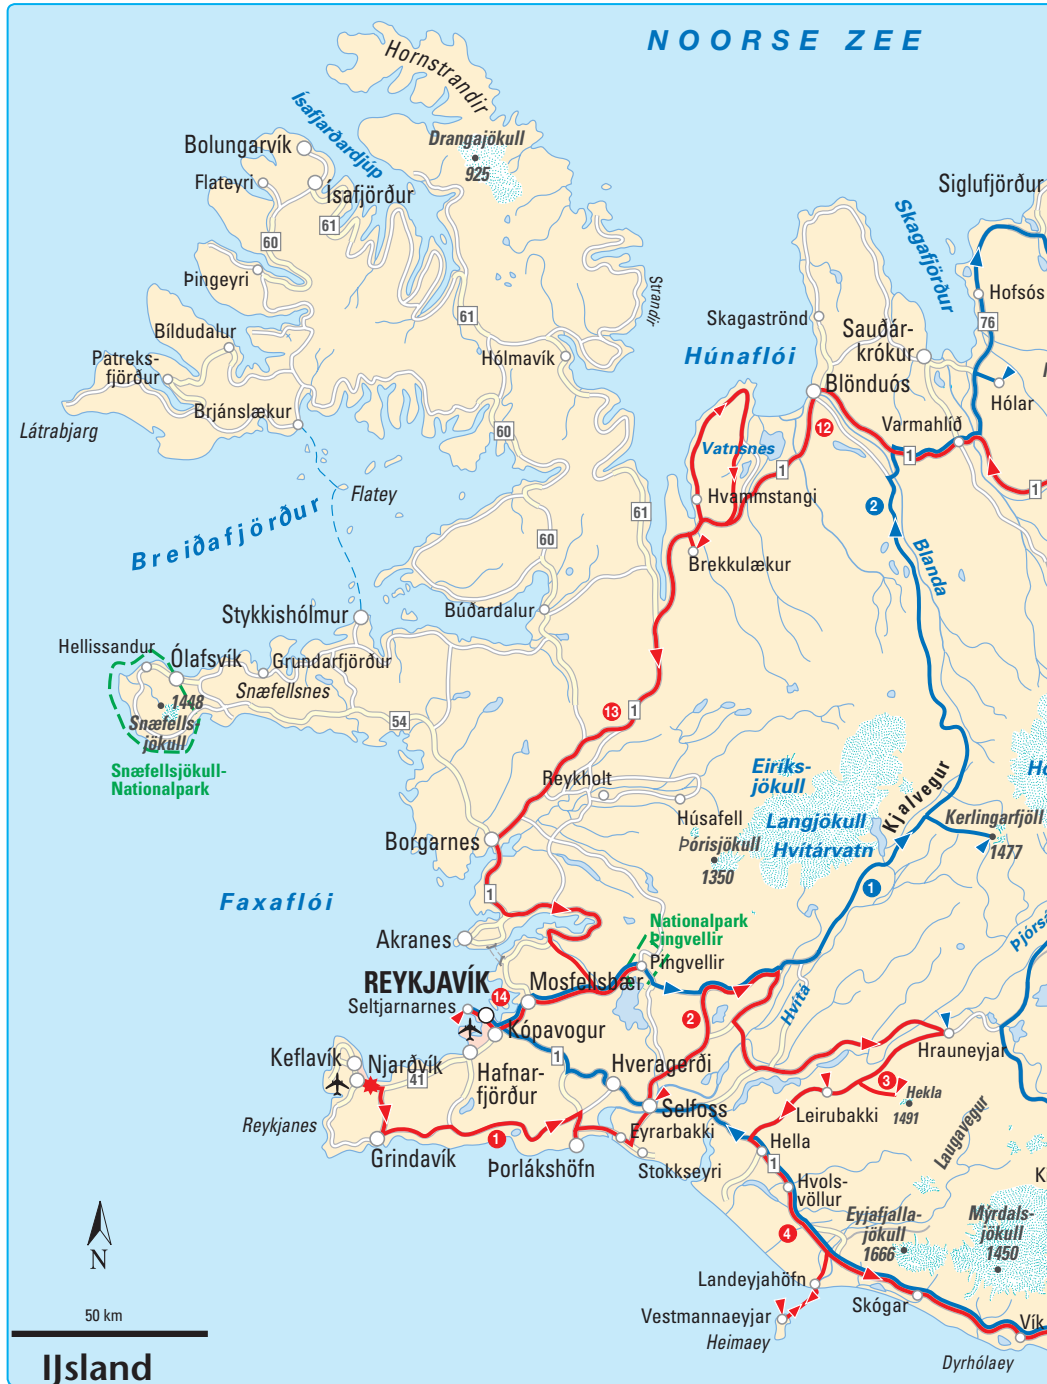 NOORSE ZEE
Hornstrandir
Ísafjarðardjúp
Drangajökull
925
Bolungarvík
Flateyri
Ísafjörður
61
60
Siglufjörður
Skagafjörður
Þingeyri
Strandir
Hofsós
76
61
Skagaströnd
Bíldudalur
Sauðár-
krókur
Húnaflói
Hólmavík
Patreks-
fjörður
Blönduós
Hólar
Brjánslækur
Látrabjarg
60
12
Varmahlíð
Vatnsnes
1
1
1
Flatey
Hvammstangi
61
2
Breiðafjörður
60
Blanda
Brekkulækur
Stykkishólmur
Búðardalur
Hellissandur
Ólafsvík
Grundarfjörður
Snæfellsnes
1448
Snæfells-
jökull
54
13
1
Snæfellsjökull-
Nationalpark
Eiríks-
jökull
Reykholt
Kjalvegur
Húsafell
Langjökull
Kerlingarfjöll
1477
Borgarnes
Þórisjökull
1350
Hvítárvatn
1
1
Faxaflói
Nationalpark
Þingvellir
Akranes
Þingvellir
Þjórsá
REYKJAVÍK
Mosfellsbær
Seltjarnarnes
14
Hvítá
2
Kópavogur
Hrauneyjar
Keflavík
Njarðvík
41
Hafnar-
fjörður
1
Hveragerði
3
Hekla
1491
Leirubakki
Selfoss
Laugavegur
Reykjanes
Grindavík
1
Eyrarbakki
Þorlákshöfn
Stokkseyri
Hella
1
Hvols-
völlur
4
Eyjafjalla-
jökull
1666
Mýrdals-
jökull
1450
N
Landeyjahöfn
Skógar
50 km
Vestmannaeyjar
Heimaey
Vík
Dyrhólaey
IJsland